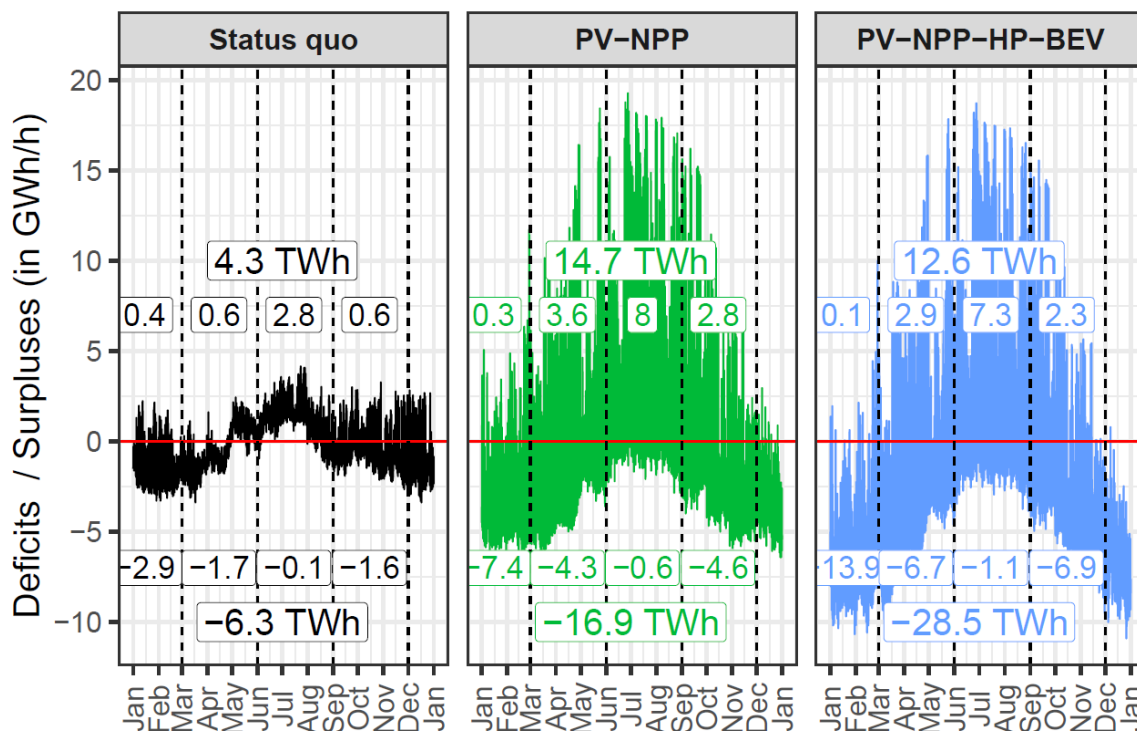 Status quo
PV−NPP
PV−NPP−HP−BEV
Deficits / Surpluses (in GWh/h)
20
15
10
5
0
−5
−10
4.3 TWh
0.4 0.6 2.8 0.6
−2.9 −1.7 −0.1 −1.6
−6.3 TWh
14.7 TWh
0.3 3.6 8 2.8
−7.4 −4.3 −0.6 −4.6
−16.9 TWh
12.6 TWh
0.1 2.9 7.3 2.3
−13.9 −6.7 −1.1 −6.9
−28.5 TWh
Jan Feb Mar Apr May Jun Jul Aug Sep Oct Nov Dec Jan
Jan Feb Mar Apr May Jun Jul Aug Sep Oct Nov Dec Jan
Jan Feb Mar Apr May Jun Jul Aug Sep Oct Nov Dec Jan